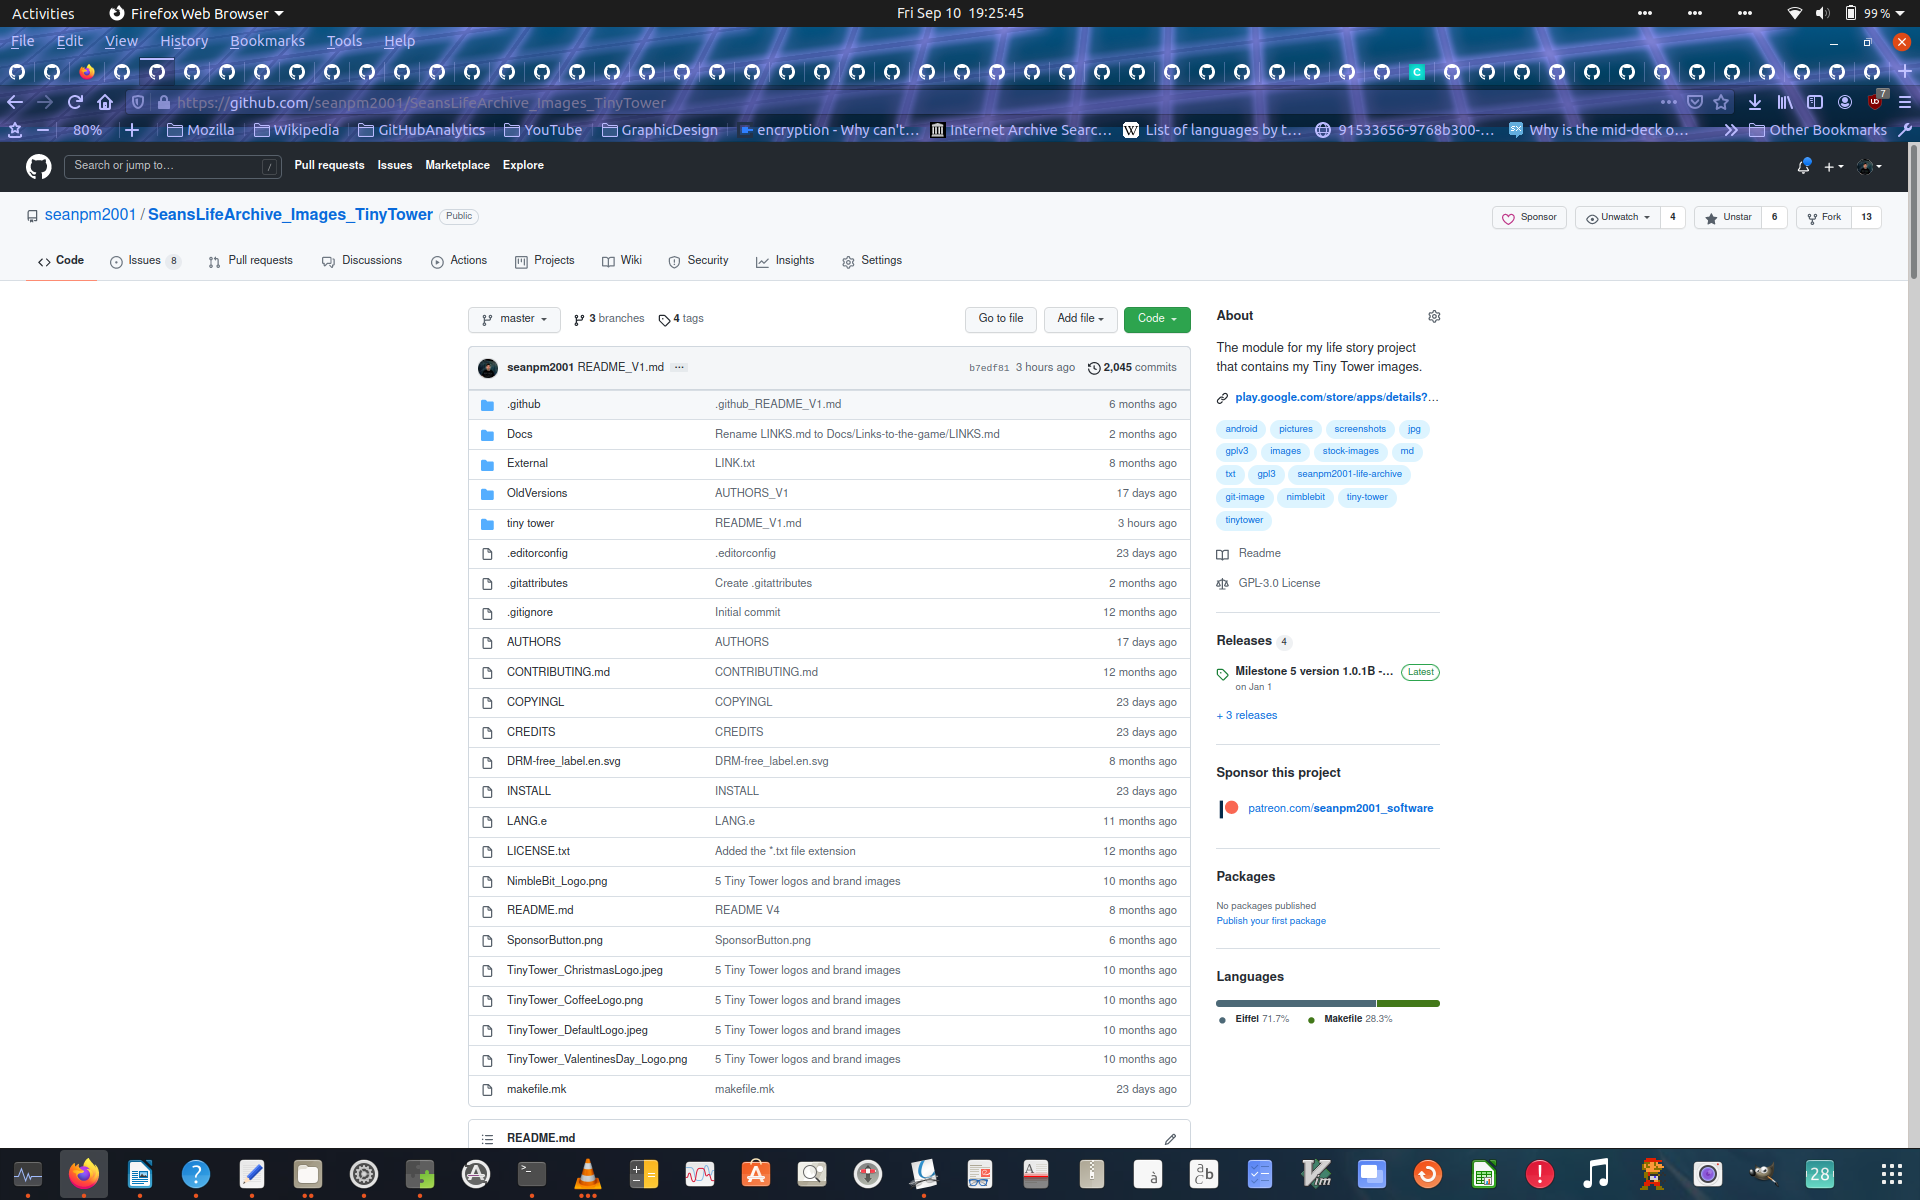 Activities Firefox Web Browser Fri Sep 10 19:25:45 99 %
File Edit View History Bookmarks Tools Help
https://github.com/seanpm2001/SeansLifeArchive_Images_TinyTower 7
80% Mozilla Wikipedia GitHubAnalytics YouTube GraphicDesign encryption - Why can't… Internet Archive Searc… List of languages by t… 91533656-9768b300-… Why is the mid-deck o… Other Bookmarks
Search or jump to… / Pull requests Issues Marketplace Explore
seanpm2001 / SeansLifeArchive_Images_TinyTower Public Sponsor Unwatch 4 Unstar 6 Fork 13
Code Issues 8 Pull requests Discussions Actions Projects Wiki Security Insights Settings
master 3 branches 4 tags Go to file Add file Code
seanpm2001 README_V1.md ··· b7edf81 3 hours ago 2,045 commits
.github .github_README_V1.md 6 months ago
Docs Rename LINKS.md to Docs/Links-to-the-game/LINKS.md 2 months ago
External LINK.txt 8 months ago
OldVersions AUTHORS_V1 17 days ago
tiny tower README_V1.md 3 hours ago
.editorconfig .editorconfig 23 days ago
.gitattributes Create .gitattributes 2 months ago
.gitignore Initial commit 12 months ago
AUTHORS AUTHORS 17 days ago
CONTRIBUTING.md CONTRIBUTING.md 12 months ago
COPYINGL COPYINGL 23 days ago
CREDITS CREDITS 23 days ago
DRM-free_label.en.svg DRM-free_label.en.svg 8 months ago
INSTALL INSTALL 23 days ago
LANG.e LANG.e 11 months ago
LICENSE.txt Added the *.txt file extension 12 months ago
NimbleBit_Logo.png 5 Tiny Tower logos and brand images 10 months ago
README.md README V4 8 months ago
SponsorButton.png SponsorButton.png 6 months ago
TinyTower_ChristmasLogo.jpeg 5 Tiny Tower logos and brand images 10 months ago
TinyTower_CoffeeLogo.png 5 Tiny Tower logos and brand images 10 months ago
TinyTower_DefaultLogo.jpeg 5 Tiny Tower logos and brand images 10 months ago
TinyTower_ValentinesDay_Logo.png 5 Tiny Tower logos and brand images 10 months ago
makefile.mk makefile.mk 23 days ago
README.md
About
The module for my life story project
that contains my Tiny Tower images.
play.google.com/store/apps/details?…
android pictures screenshots jpg
gplv3 images stock-images md
txt gpl3 seanpm2001-life-archive
git-image nimblebit tiny-tower
tinytower
Readme
GPL-3.0 License
Releases 4
Milestone 5 version 1.0.1B -… Latest
on Jan 1
+ 3 releases
Sponsor this project
patreon.com/seanpm2001_software
Packages
No packages published
Publish your first package
Languages
Eiffel 71.7% Makefile 28.3%
28